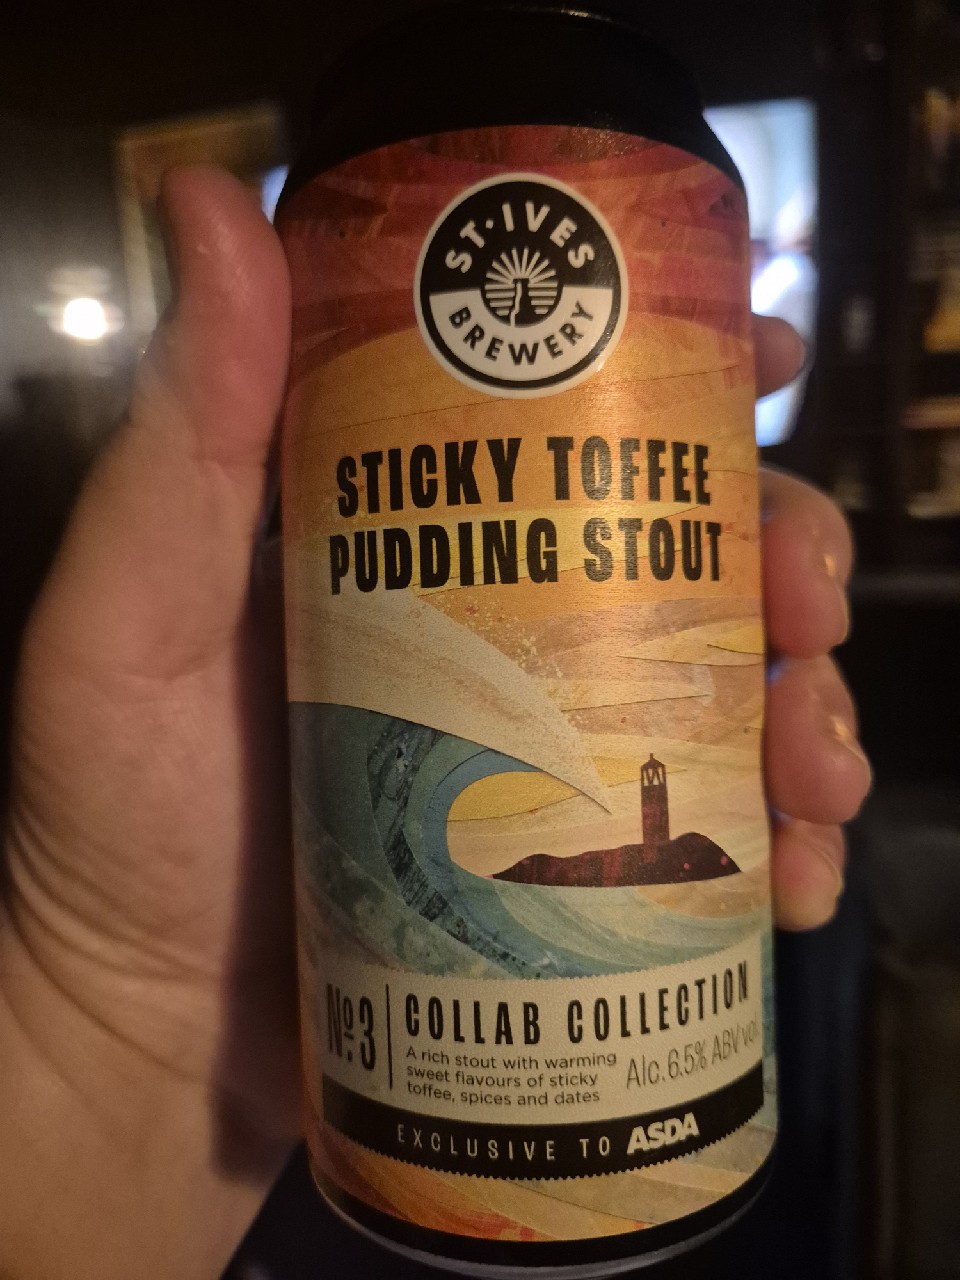 ST·IVES
BREWERY
STICKY TOFFEE
PUDDING STOUT
Nº3
COLLAB COLLECTION
A rich stout with warming
sweet flavours of sticky
toffee, spices and dates
Alc. 6.5% ABV vol
EXCLUSIVE TO ASDA